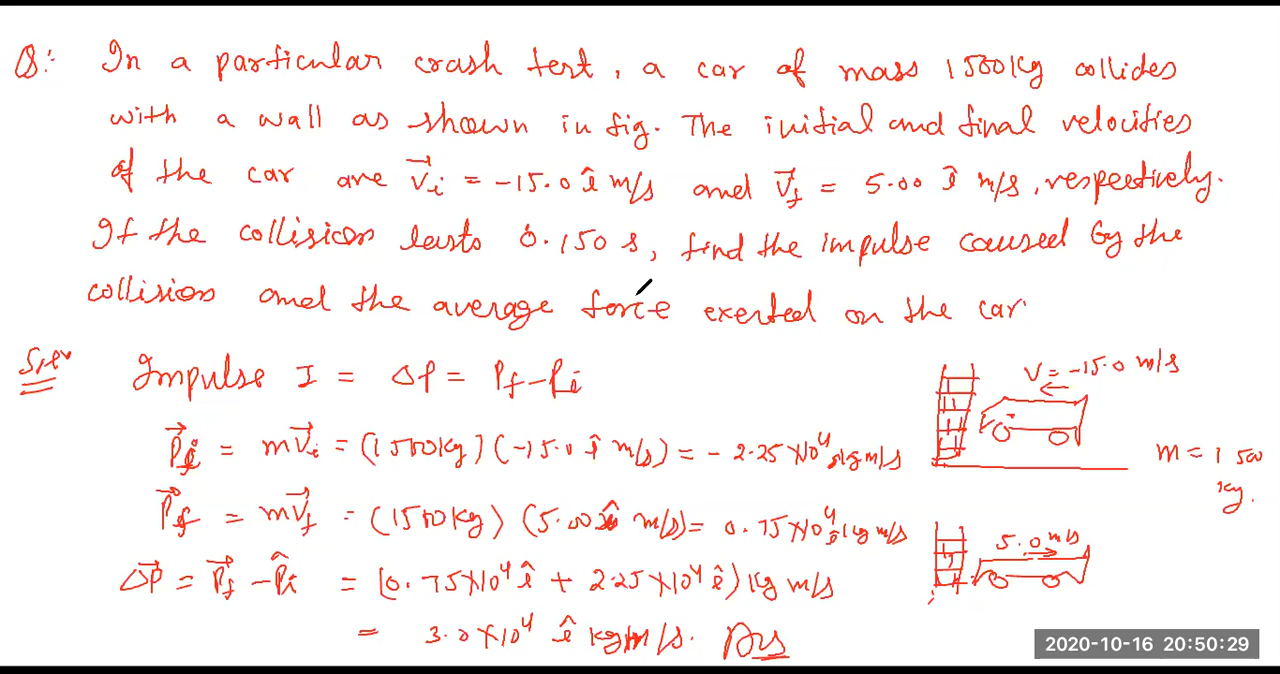 Q:- In a particular crash test, a car of mass 1500 kg collides
with a wall as shown in fig. The initial and final velocities
of the car are v⃗i = -15.0 î m/s and v⃗f = 5.00 î m/s, respectively.
If the collision lasts 0.150 s, find the impulse caused by the
collision and the average force exerted on the car.
Impulse I = ΔP = Pf - Pi
P⃗i = mv⃗i = (1500kg) (-15.0 î m/s) = - 2.25 × 10⁴ î kg m/s
P⃗f = mv⃗f = (1500kg) (5.00 î m/s) = 0.75 × 10⁴ î kg m/s
ΔP⃗ = P⃗f - P̂i = (0.75 × 10⁴ î + 2.25 × 10⁴ î) kg m/s
= 3.0 × 10⁴ î kg m/s. Ans
V = -15.0 m/s
m = 1500
kg.
5.0 m/s
2020-10-16 20:50:29